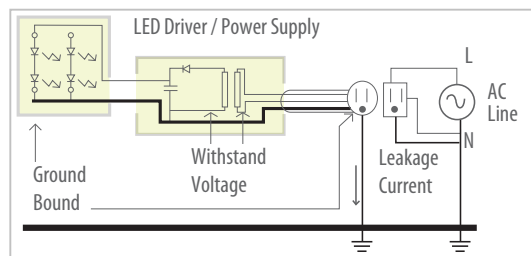 LED Driver / Power Supply
L
AC
Line
N
Withstand
Voltage
Leakage
Current
Ground
Bound